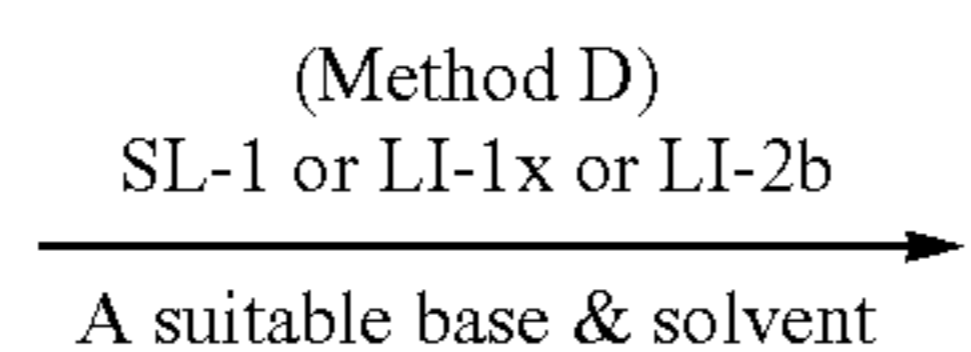 (Method D)
SL-1 or LI-1x or LI-2b
A suitable base & solvent